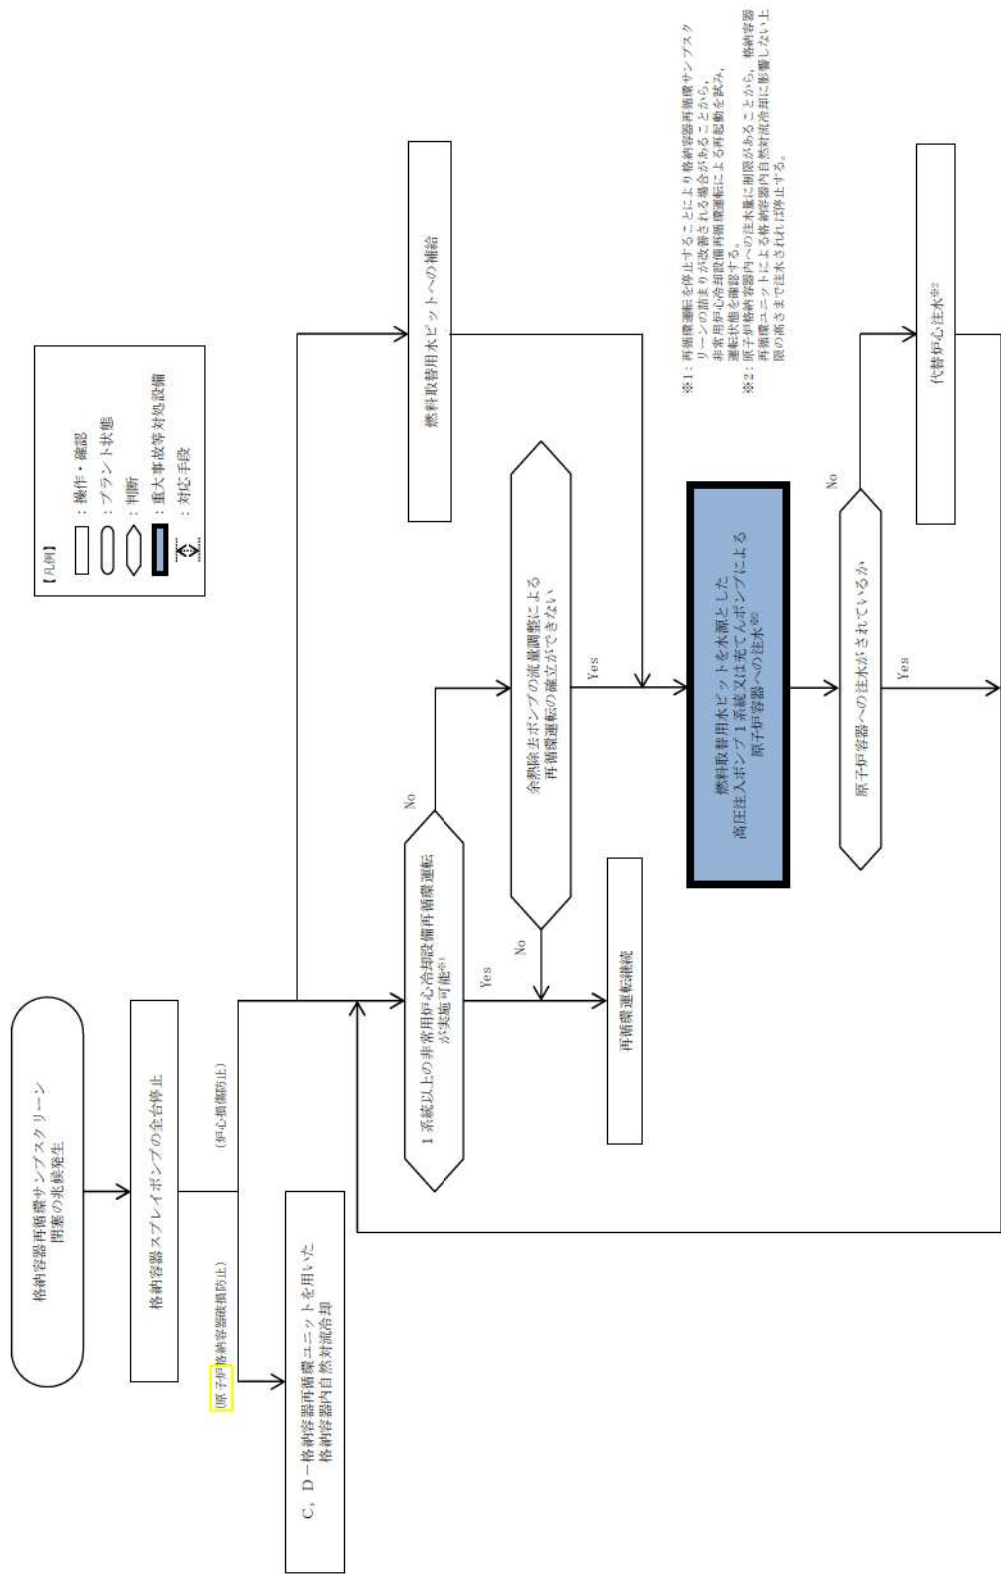 格納容器再循環サンプスクリーン
閉塞の兆候発生
格納容器スプレイポンプの全台停止
(原子炉格納容器破損防止)
(炉心損傷防止)
C，D－格納容器再循環ユニットを用いた
格納容器内自然対流冷却
【凡例】
：操作・確認
：プラント状態
：判断
：重大事故等対処設備
：対応手段
1系統以上の非常用炉心冷却設備再循環運転
が実施可能※1
No
Yes
燃料取替用水ピットへの補給
余熱除去ポンプの流量調整による
再循環運転の確立ができない
No
Yes
再循環運転継続
燃料取替用水ピットを水源とした
高圧注入ポンプ1系統又は充てんポンプによる
原子炉容器への注水※2
※1：再循環運転を停止することにより格納容器再循環サンプスク
リーンの詰まりが改善される場合があることから，
非常用炉心冷却設備再循環運転による再起動を試み，
運転状態を確認する。
※2：原子炉格納容器内への注水量に制限があることから，格納容器
再循環ユニットによる格納容器内自然対流冷却に影響しない上
限の高さまで注水されれば停止する。
原子炉容器への注水がされているか
No
Yes
代替炉心注水※2